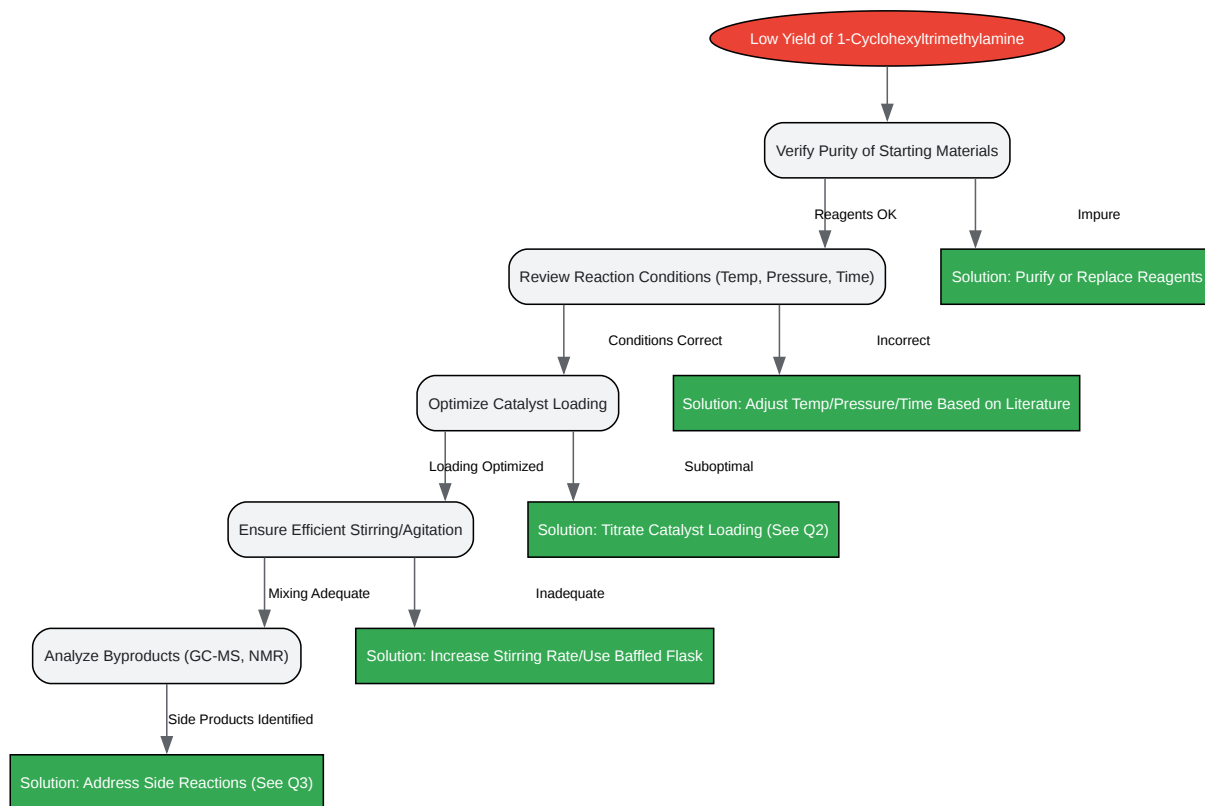 Low Yield of 1-Cyclohexyltrimethylamine
Verify Purity of Starting Materials
Reagents OK
Impure
Review Reaction Conditions (Temp, Pressure, Time)
Solution: Purify or Replace Reagents
Conditions Correct
Incorrect
Optimize Catalyst Loading
Solution: Adjust Temp/Pressure/Time Based on Literature
Loading Optimized
Suboptimal
Ensure Efficient Stirring/Agitation
Solution: Titrate Catalyst Loading (See Q2)
Mixing Adequate
Inadequate
Analyze Byproducts (GC-MS, NMR)
Solution: Increase Stirring Rate/Use Baffled Flask
Side Products Identified
Solution: Address Side Reactions (See Q3)